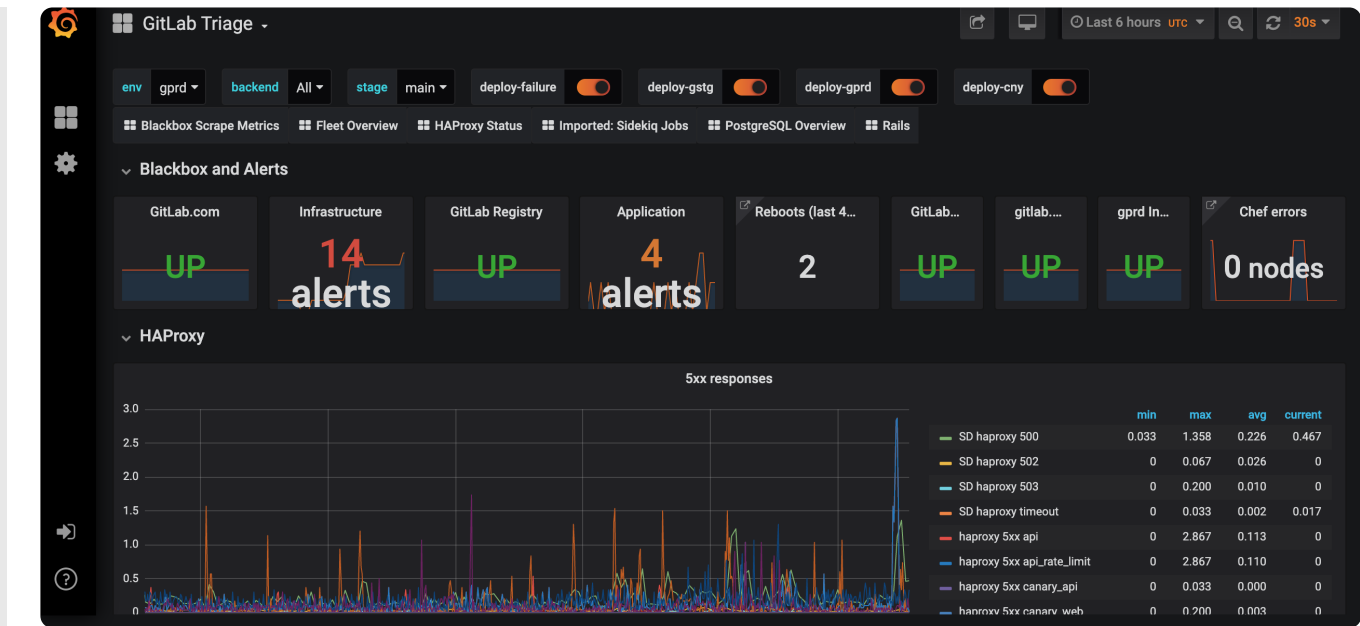 GitLab Triage
Last 6 hours UTC
30s
env gprd backend All stage main deploy-failure deploy-gstg deploy-gprd deploy-cny
Blackbox Scrape Metrics Fleet Overview HAProxy Status Imported: Sidekiq Jobs PostgreSQL Overview Rails
Blackbox and Alerts
GitLab.com Infrastructure GitLab Registry Application Reboots (last 4... GitLab... gitlab.... gprd In... Chef errors
UP 14 alerts UP 4 alerts 2 UP UP UP 0 nodes
HAProxy
5xx responses
3.0
2.5
2.0
1.5
1.0
0.5
0
min max avg current
SD haproxy 500 0.033 1.358 0.226 0.467
SD haproxy 502 0 0.067 0.026 0
SD haproxy 503 0 0.200 0.010 0
SD haproxy timeout 0 0.033 0.002 0.017
haproxy 5xx api 0 2.867 0.113 0
haproxy 5xx api_rate_limit 0 2.867 0.110 0
haproxy 5xx canary_api 0 0.033 0.000 0
haproxy 5xx canary_web 0 0.200 0.003 0